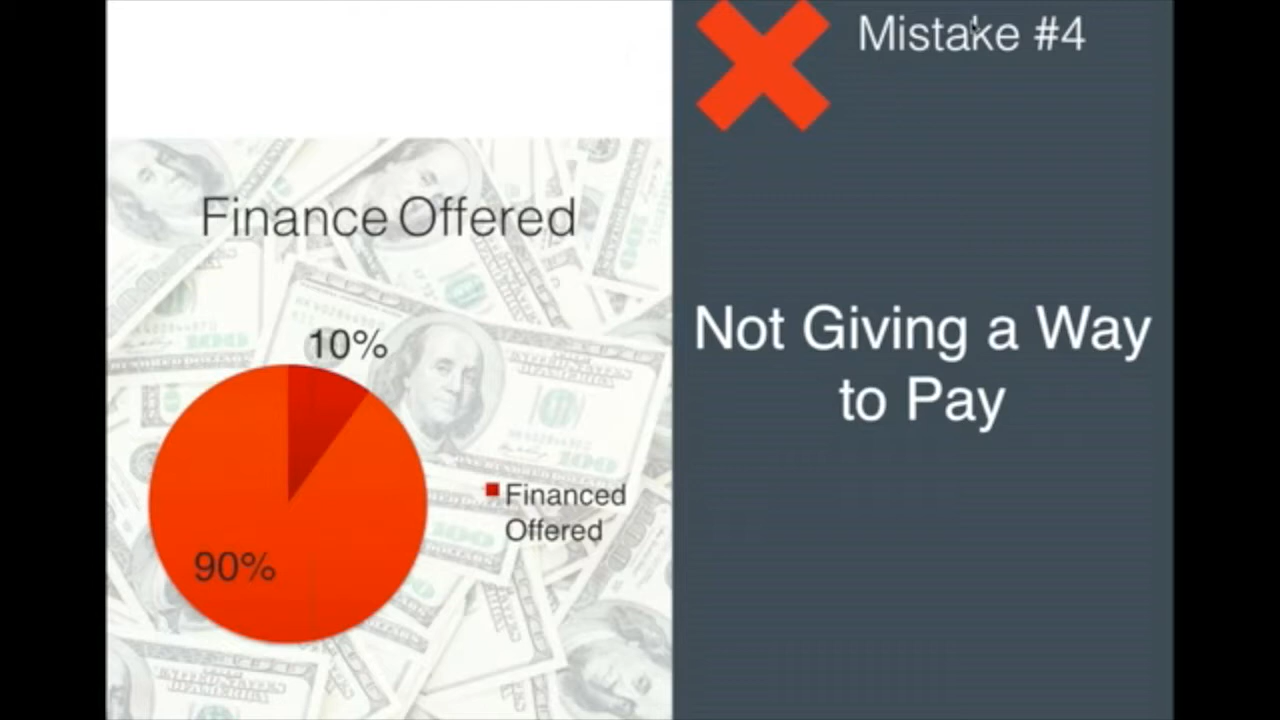 Finance Offered
10%
90%
Financed
Offered
Mistake #4
Not Giving a Way
to Pay